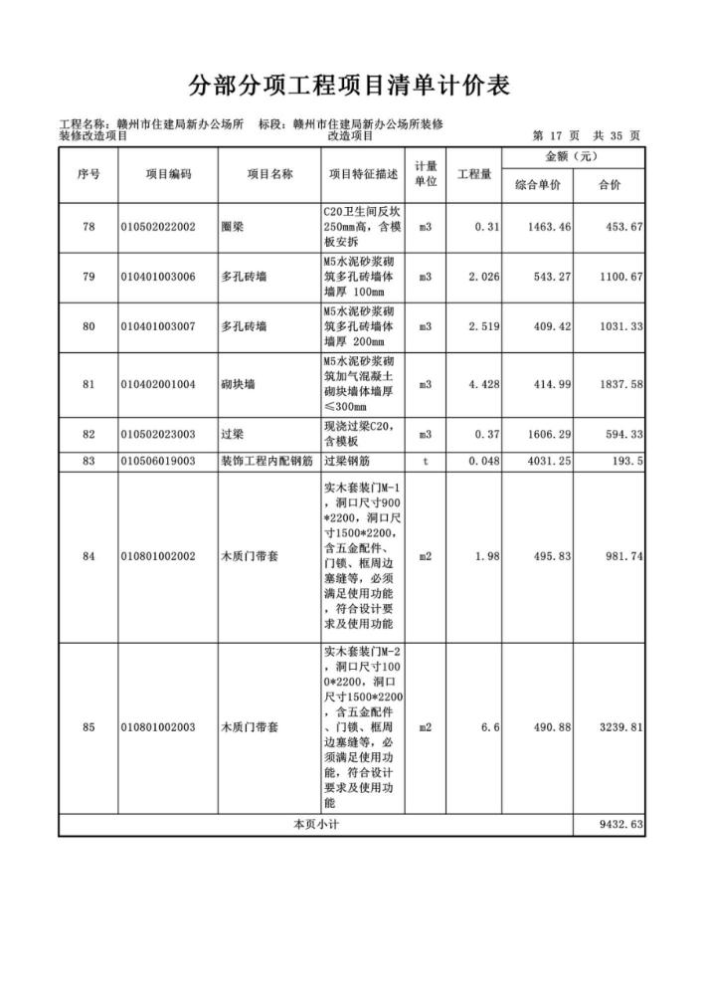 分部分项工程项目清单计价表
工程名称：赣州市住建局新办公场所
装修改造项目
标段：赣州市住建局新办公场所装修
改造项目
第 17 页 共 35 页
序号
项目编码
项目名称
项目特征描述
计量
单位
工程量
金额（元）
综合单价
合价
78
010502022002
圈梁
C20卫生间反坎
250mm高，含模
板安拆
m3
0.31
1463.46
453.67
79
010401003006
多孔砖墙
M5水泥砂浆砌
筑多孔砖墙体
墙厚 100mm
m3
2.026
543.27
1100.67
80
010401003007
多孔砖墙
M5水泥砂浆砌
筑多孔砖墙体
墙厚 200mm
m3
2.519
409.42
1031.33
81
010402001004
砌块墙
M5水泥砂浆砌
筑加气混凝土
砌块墙体墙厚
≤300mm
m3
4.428
414.99
1837.58
82
010502023003
过梁
现浇过梁C20，
含模板
m3
0.37
1606.29
594.33
83
010506019003
装饰工程内配钢筋
过梁钢筋
t
0.048
4031.25
193.5
84
010801002002
木质门带套
实木套装门M-1
，洞口尺寸900
*2200，洞口尺
寸1500*2200，
含五金配件、
门锁、框周边
塞缝等，必须
满足使用功能
，符合设计要
求及使用功能
m2
1.98
495.83
981.74
85
010801002003
木质门带套
实木套装门M-2
，洞口尺寸100
0*2200，洞口
尺寸1500*2200
，含五金配件
、门锁、框周
边塞缝等，必
须满足使用功
能，符合设计
要求及使用功
能
m2
6.6
490.88
3239.81
本页小计
9432.63